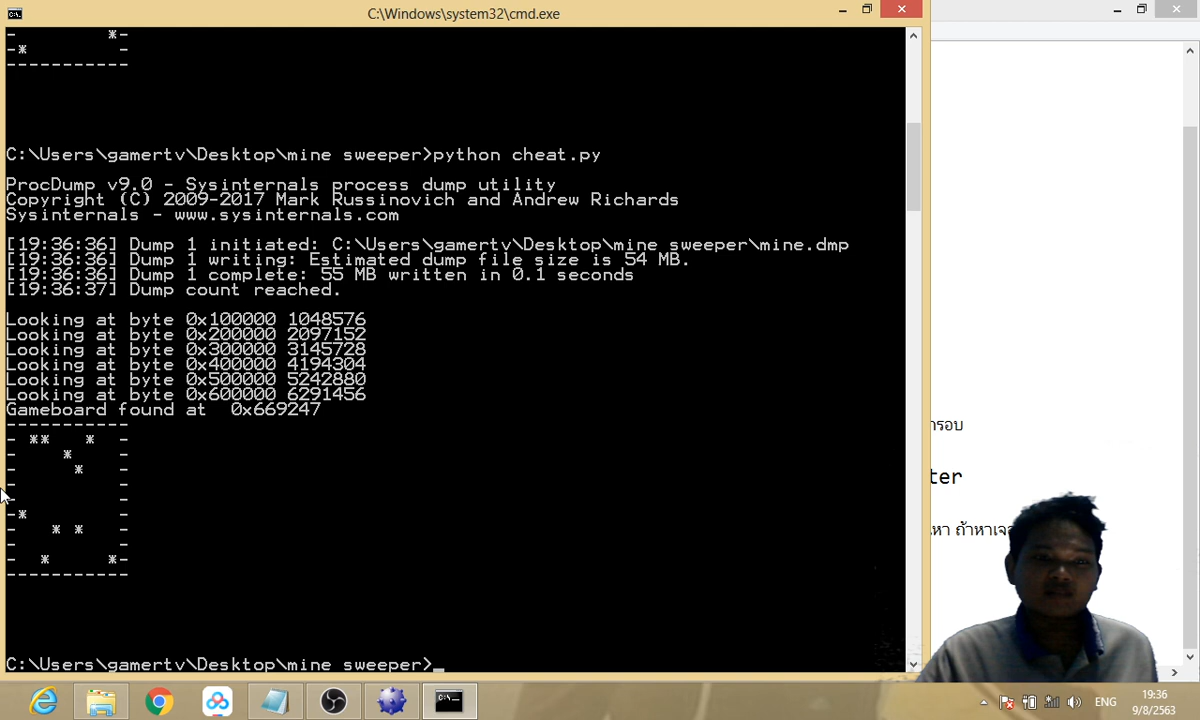 C:\Windows\system32\cmd.exe
-          *-
-*          -
-----------
C:\Users\gamertv\Desktop\mine sweeper>python cheat.py
ProcDump v9.0 - Sysinternals process dump utility
Copyright (C) 2009-2017 Mark Russinovich and Andrew Richards
Sysinternals - www.sysinternals.com
[19:36:36] Dump 1 initiated: C:\Users\gamertv\Desktop\mine sweeper\mine.dmp
[19:36:36] Dump 1 writing: Estimated dump file size is 54 MB.
[19:36:36] Dump 1 complete: 55 MB written in 0.1 seconds
[19:36:37] Dump count reached.
Looking at byte 0x100000 1048576
Looking at byte 0x200000 2097152
Looking at byte 0x300000 3145728
Looking at byte 0x400000 4194304
Looking at byte 0x500000 5242880
Looking at byte 0x600000 6291456
Gameboard found at  0x669247
-----------
- **   *  -
-    *    -
-     *   -
-         -
-         -
-*        -
-   * *   -
-         -
-  *     *-
-----------
C:\Users\gamertv\Desktop\mine sweeper>_
ter
C:\_
ENG
19:36
9/8/2563